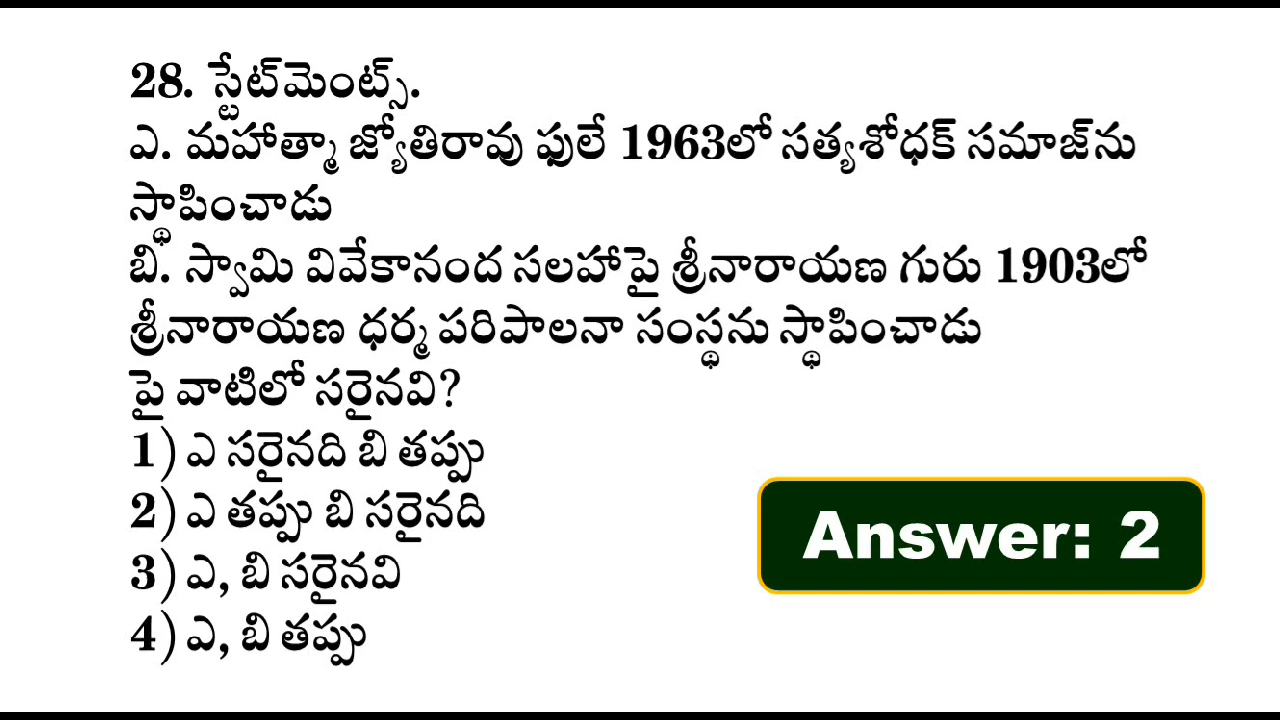 28. స్టేట్‌మెంట్స్.
ఎ. మహాత్మా జ్యోతిరావు ఫులే 1963లో సత్యశోధక్ సమాజ్‌ను
స్థాపించాడు
బి. స్వామి వివేకానంద సలహాపై శ్రీనారాయణ గురు 1903లో
శ్రీనారాయణ ధర్మ పరిపాలనా సంస్థను స్థాపించాడు
పై వాటిలో సరైనవి?
1) ఎ సరైనది బి తప్పు
2) ఎ తప్పు బి సరైనది
3) ఎ, బి సరైనవి
4) ఎ, బి తప్పు
Answer: 2